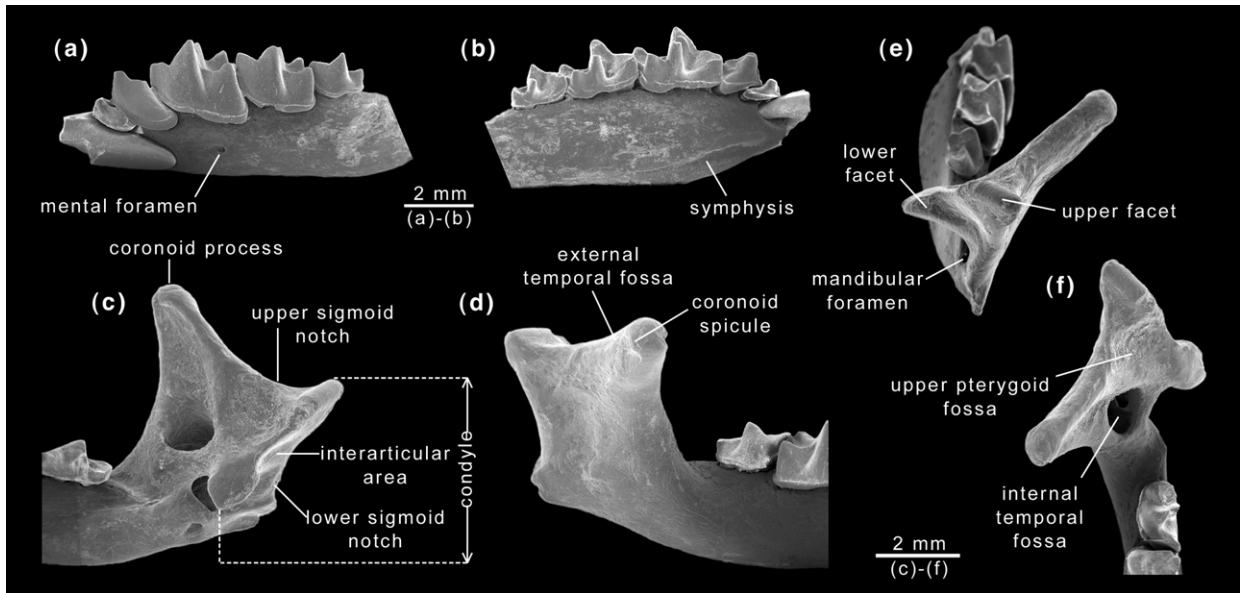 (a)
mental foramen
2 mm
(a)-(b)
(b)
symphysis
(e)
lower
facet
upper facet
mandibular
foramen
coronoid process
(c)
upper sigmoid
notch
interarticular
area
lower sigmoid
notch
condyle
external
temporal fossa
(d)
coronoid
spicule
(f)
upper pterygoid
fossa
internal
temporal
fossa
2 mm
(c)-(f)